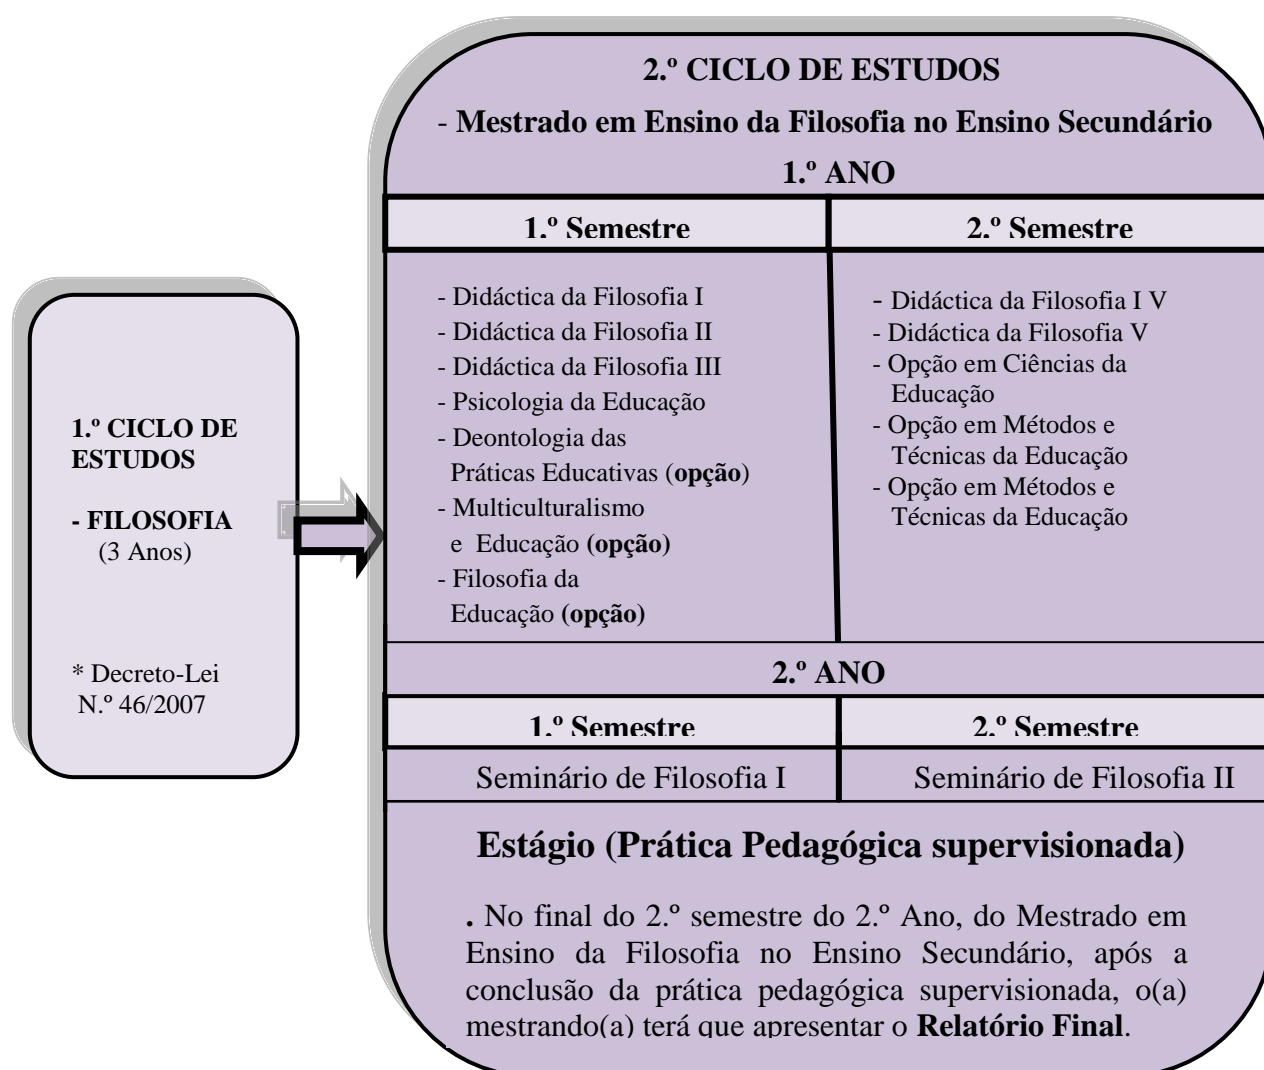 1.º CICLO DE
ESTUDOS
- FILOSOFIA
(3 Anos)
* Decreto-Lei
N.º 46/2007
2.º CICLO DE ESTUDOS
- Mestrado em Ensino da Filosofia no Ensino Secundário
1.º ANO
1.º Semestre
- Didáctica da Filosofia I
- Didáctica da Filosofia II
- Didáctica da Filosofia III
- Psicologia da Educação
- Deontologia das
Práticas Educativas (opção)
- Multiculturalismo
e Educação (opção)
- Filosofia da
Educação (opção)
2.º Semestre
- Didáctica da Filosofia I V
- Didáctica da Filosofia V
- Opção em Ciências da
Educação
- Opção em Métodos e
Técnicas da Educação
- Opção em Métodos e
Técnicas da Educação
2.º ANO
1.º Semestre
Seminário de Filosofia I
2.º Semestre
Seminário de Filosofia II
Estágio (Prática Pedagógica supervisionada)
. No final do 2.º semestre do 2.º Ano, do Mestrado em
Ensino da Filosofia no Ensino Secundário, após a
conclusão da prática pedagógica supervisionada, o(a)
mestrando(a) terá que apresentar o Relatório Final.